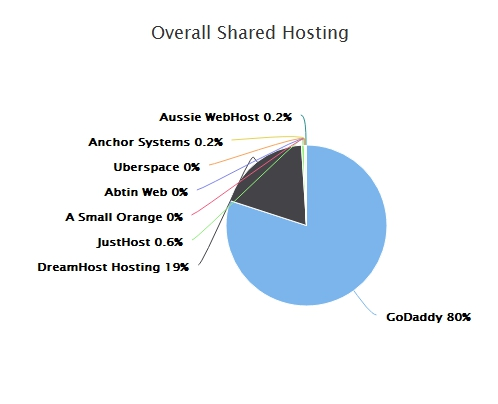 Overall Shared Hosting
Aussie WebHost 0.2%
Anchor Systems 0.2%
Uberspace 0%
Abtin Web 0%
A Small Orange 0%
JustHost 0.6%
DreamHost Hosting 19%
GoDaddy 80%